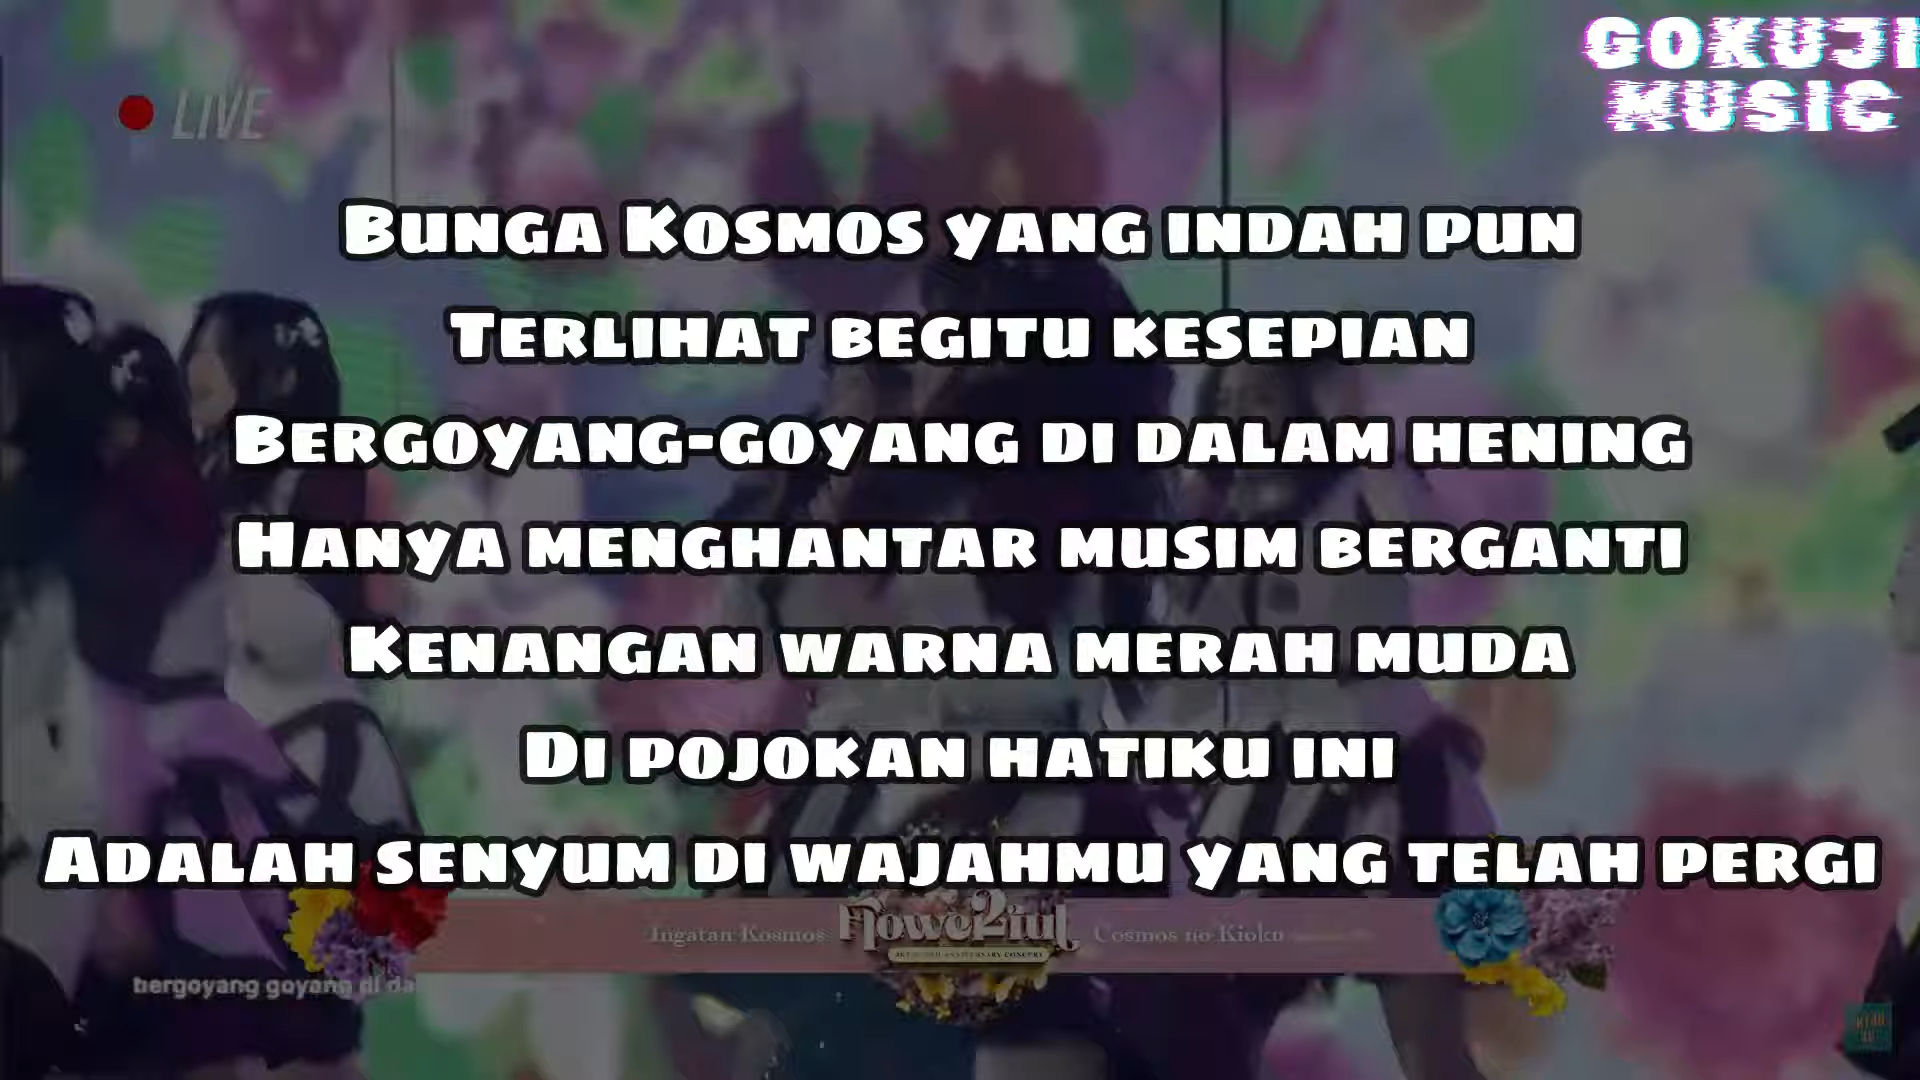 GOKUJI
MUSIC
LIVE
Bunga Kosmos yang indah pun
Terlihat begitu kesepian
Bergoyang-goyang di dalam hening
Hanya menghantar musim berganti
Kenangan warna merah muda
Di pojokan hatiku ini
Adalah senyum di wajahmu yang telah pergi
Ingatan Kosmos Flowerful Cosmos no Kioku
bergoyang goyang di da